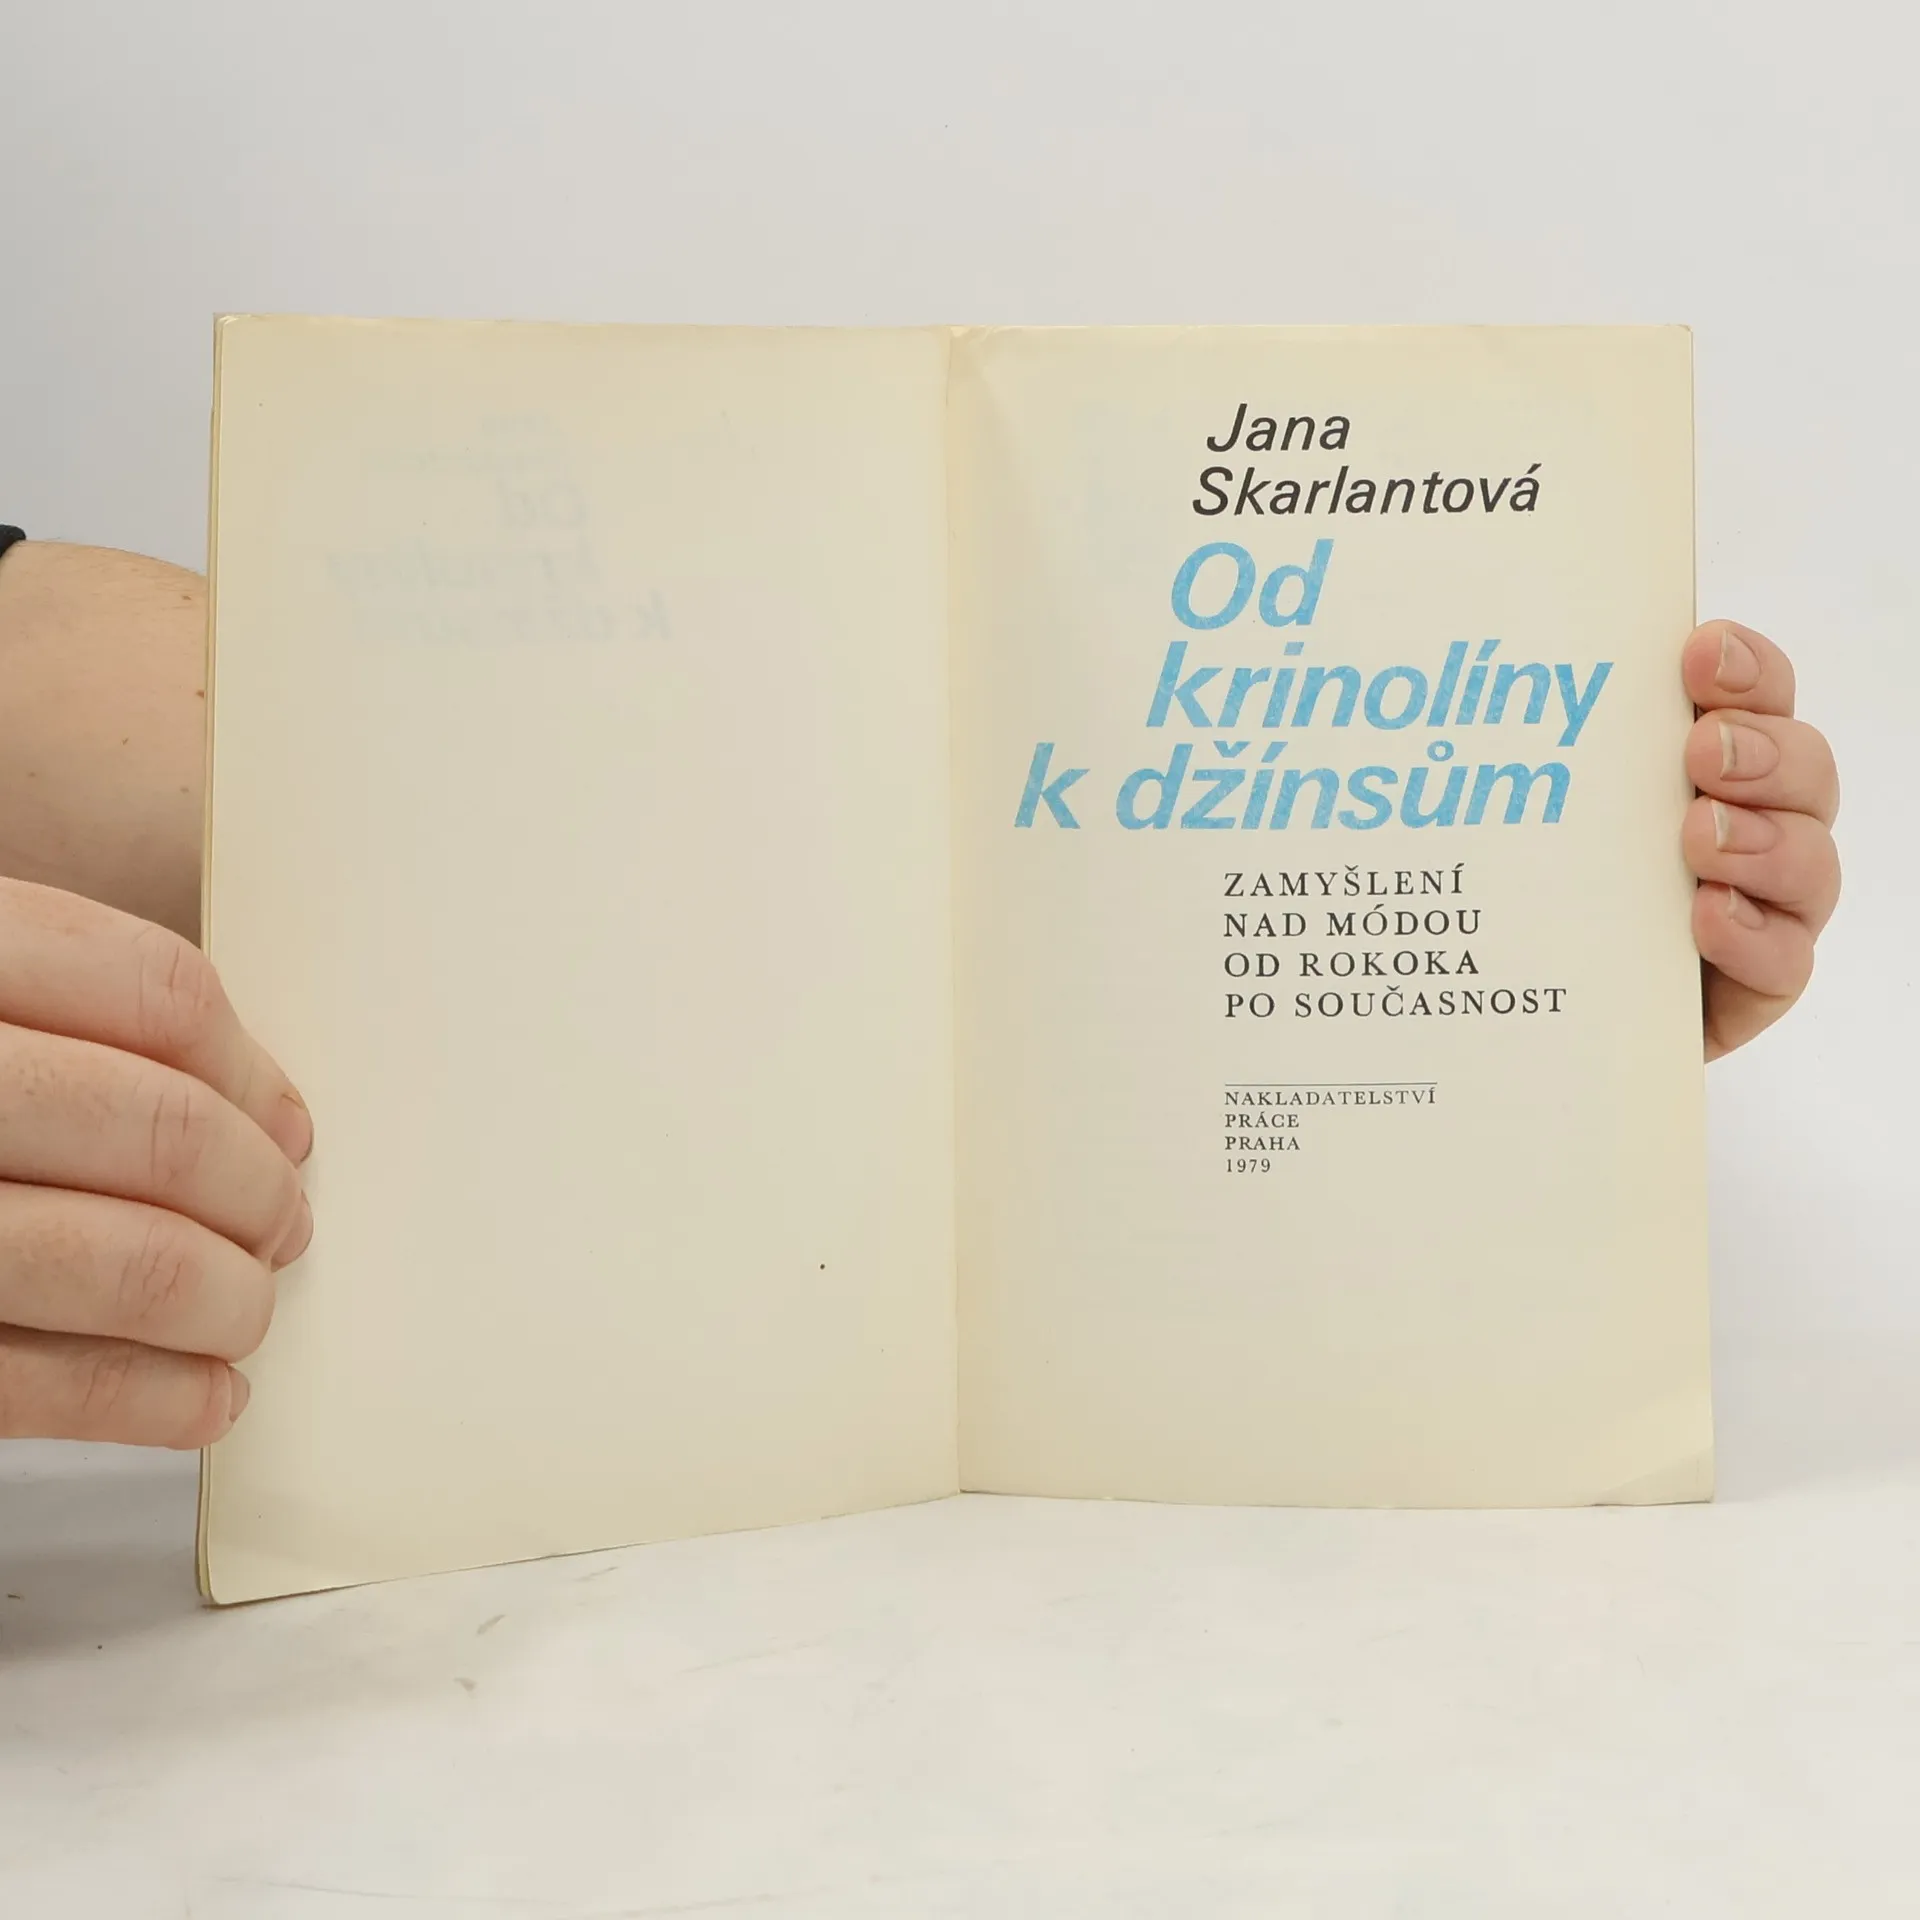 Jana
Skarlantová
Od
krinolíny
k džínsům
ZAMYŠLENÍ
NAD MÓDOU
OD ROKOKA
PO SOUČASNOST
NAKLADATELSTVÍ
PRÁCE
PRAHA
1979